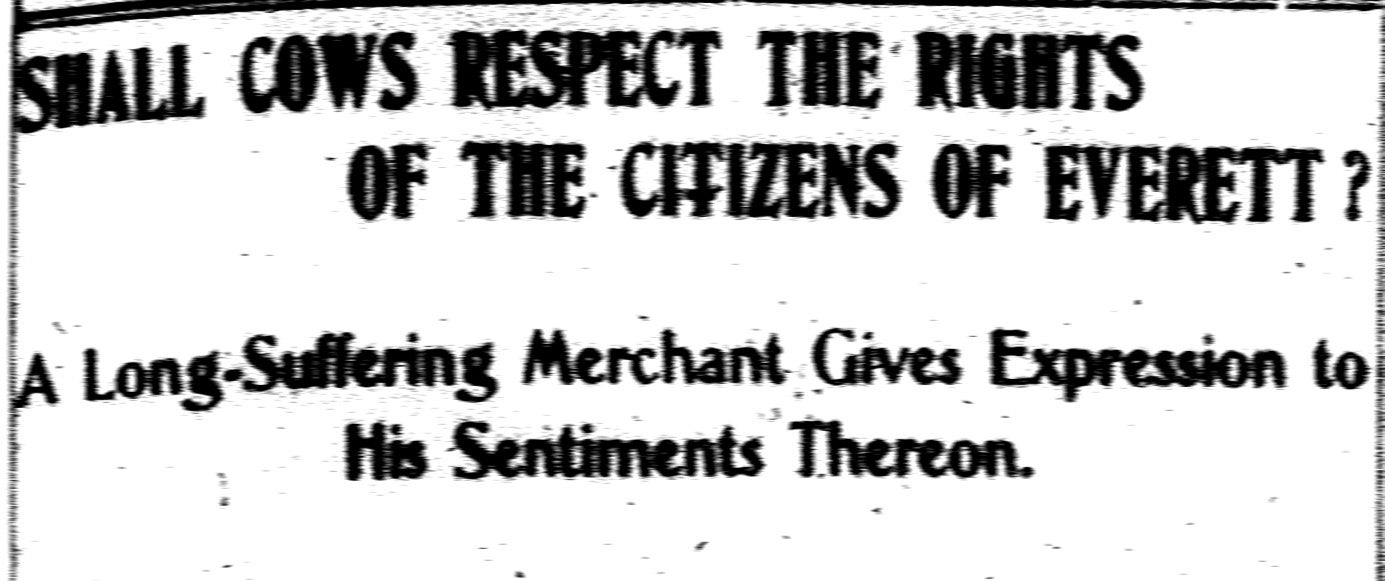 SHALL COWS RESPECT THE RIGHTS
OF THE CITIZENS OF EVERETT?
A Long-Suffering Merchant Gives Expression to
His Sentiments Thereon.